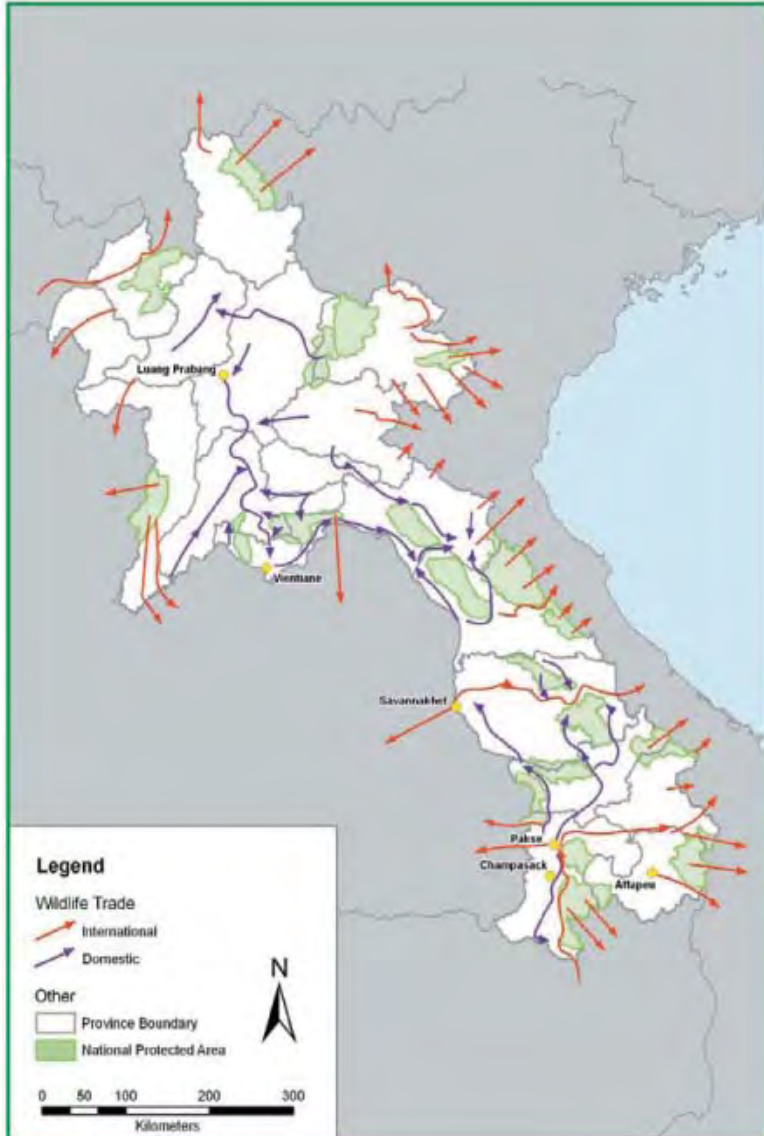 Luang Prabang
Vientiane
Savannakhet
Pakse
Champasack
Attapeu
Legend
Wildlife Trade
International
Domestic
Other
Province Boundary
National Protected Area
N
0 50 100 200 300
Kilometers